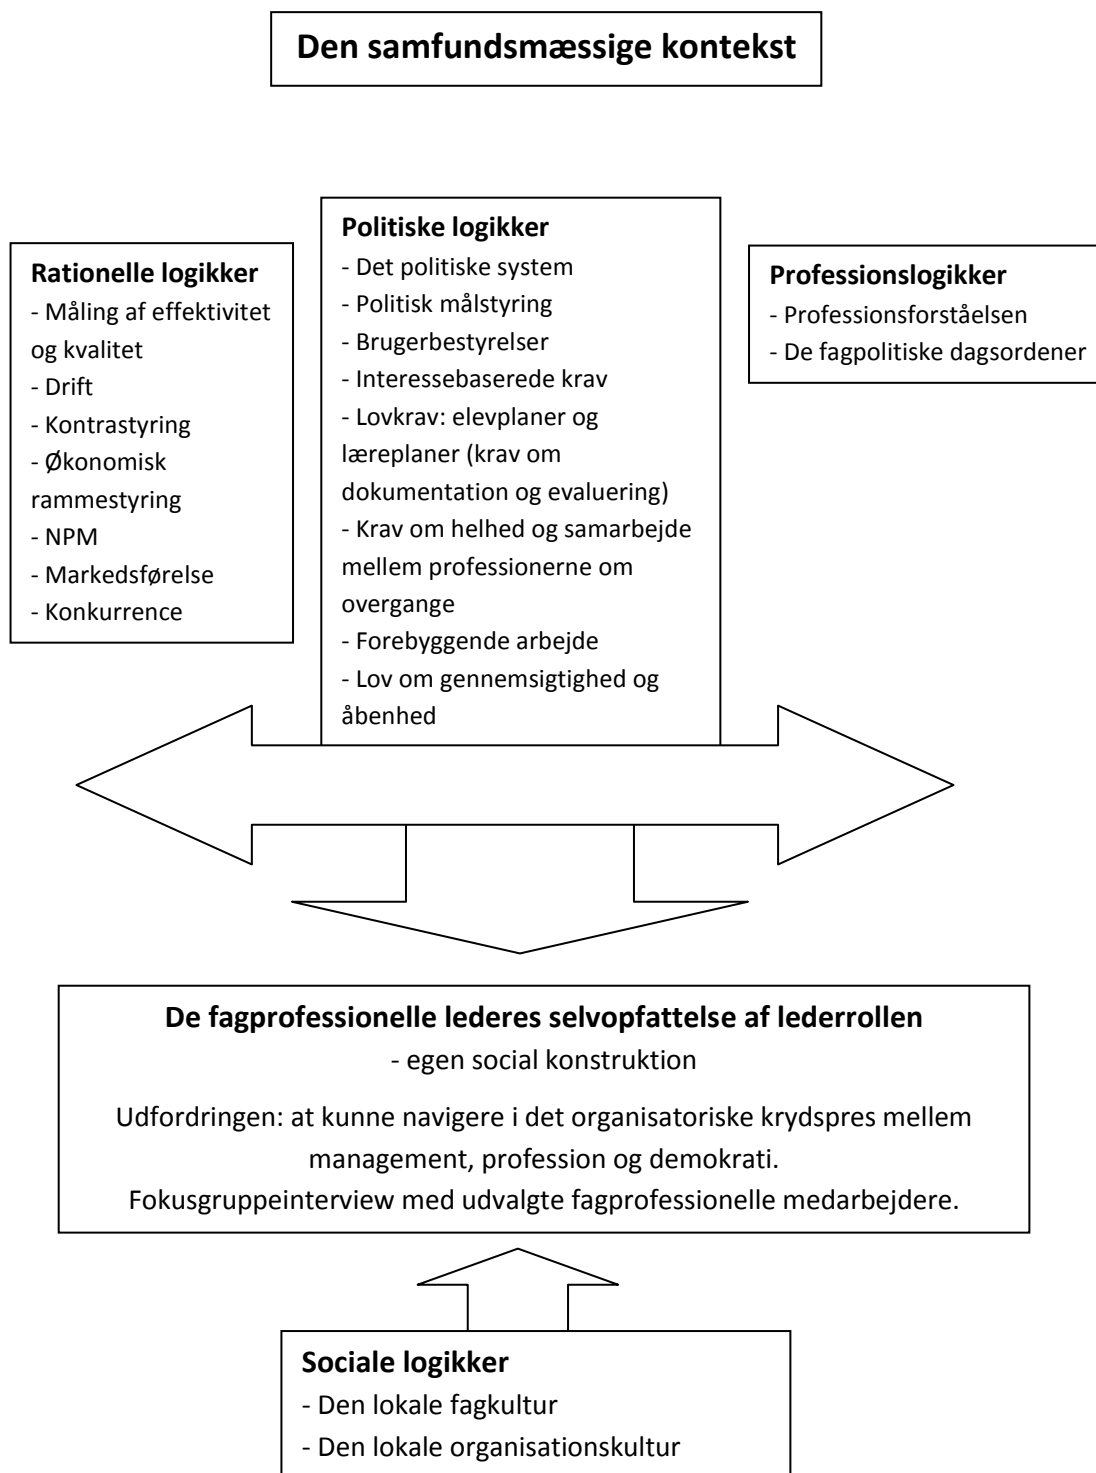 Den samfundsmæssige kontekst
Rationelle logikker
- Måling af effektivitet
og kvalitet
- Drift
- Kontrastyring
- Økonomisk
rammestyring
- NPM
- Markedsførelse
- Konkurrence
Politiske logikker
- Det politiske system
- Politisk målstyring
- Brugerbestyrelser
- Interessebaserede krav
- Lovkrav: elevplaner og
læreplaner (krav om
dokumentation og evaluering)
- Krav om helhed og samarbejde
mellem professionerne om
overgange
- Forebyggende arbejde
- Lov om gennemsigtighed og
åbenhed
Professionslogikker
- Professionsforståelsen
- De fagpolitiske dagsordener
De fagprofessionelle lederes selvopfattelse af lederrollen
- egen social konstruktion
Udfordringen: at kunne navigere i det organisatoriske krydspres mellem
management, profession og demokrati.
Fokusgruppeinterview med udvalgte fagprofessionelle medarbejdere.
Sociale logikker
- Den lokale fagkultur
- Den lokale organisationskultur